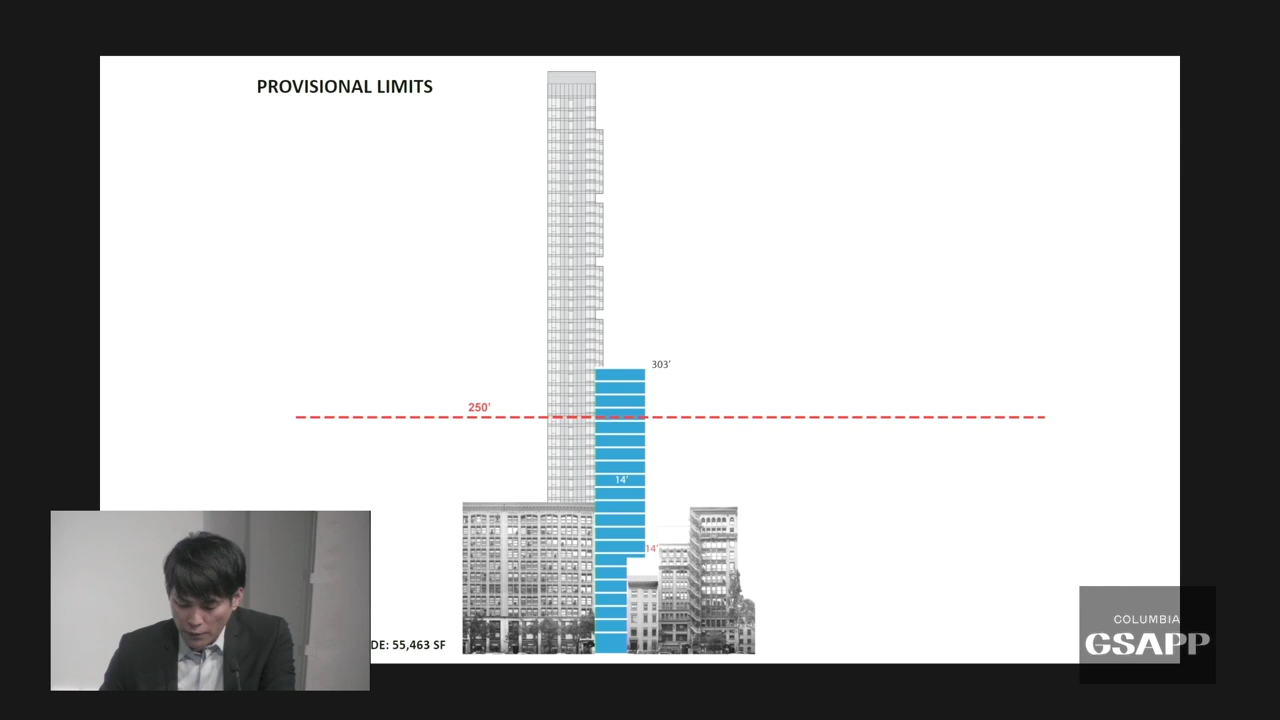 PROVISIONAL LIMITS
303'
250'
14'
14'
DE: 55,463 SF
COLUMBIA
GSAPP